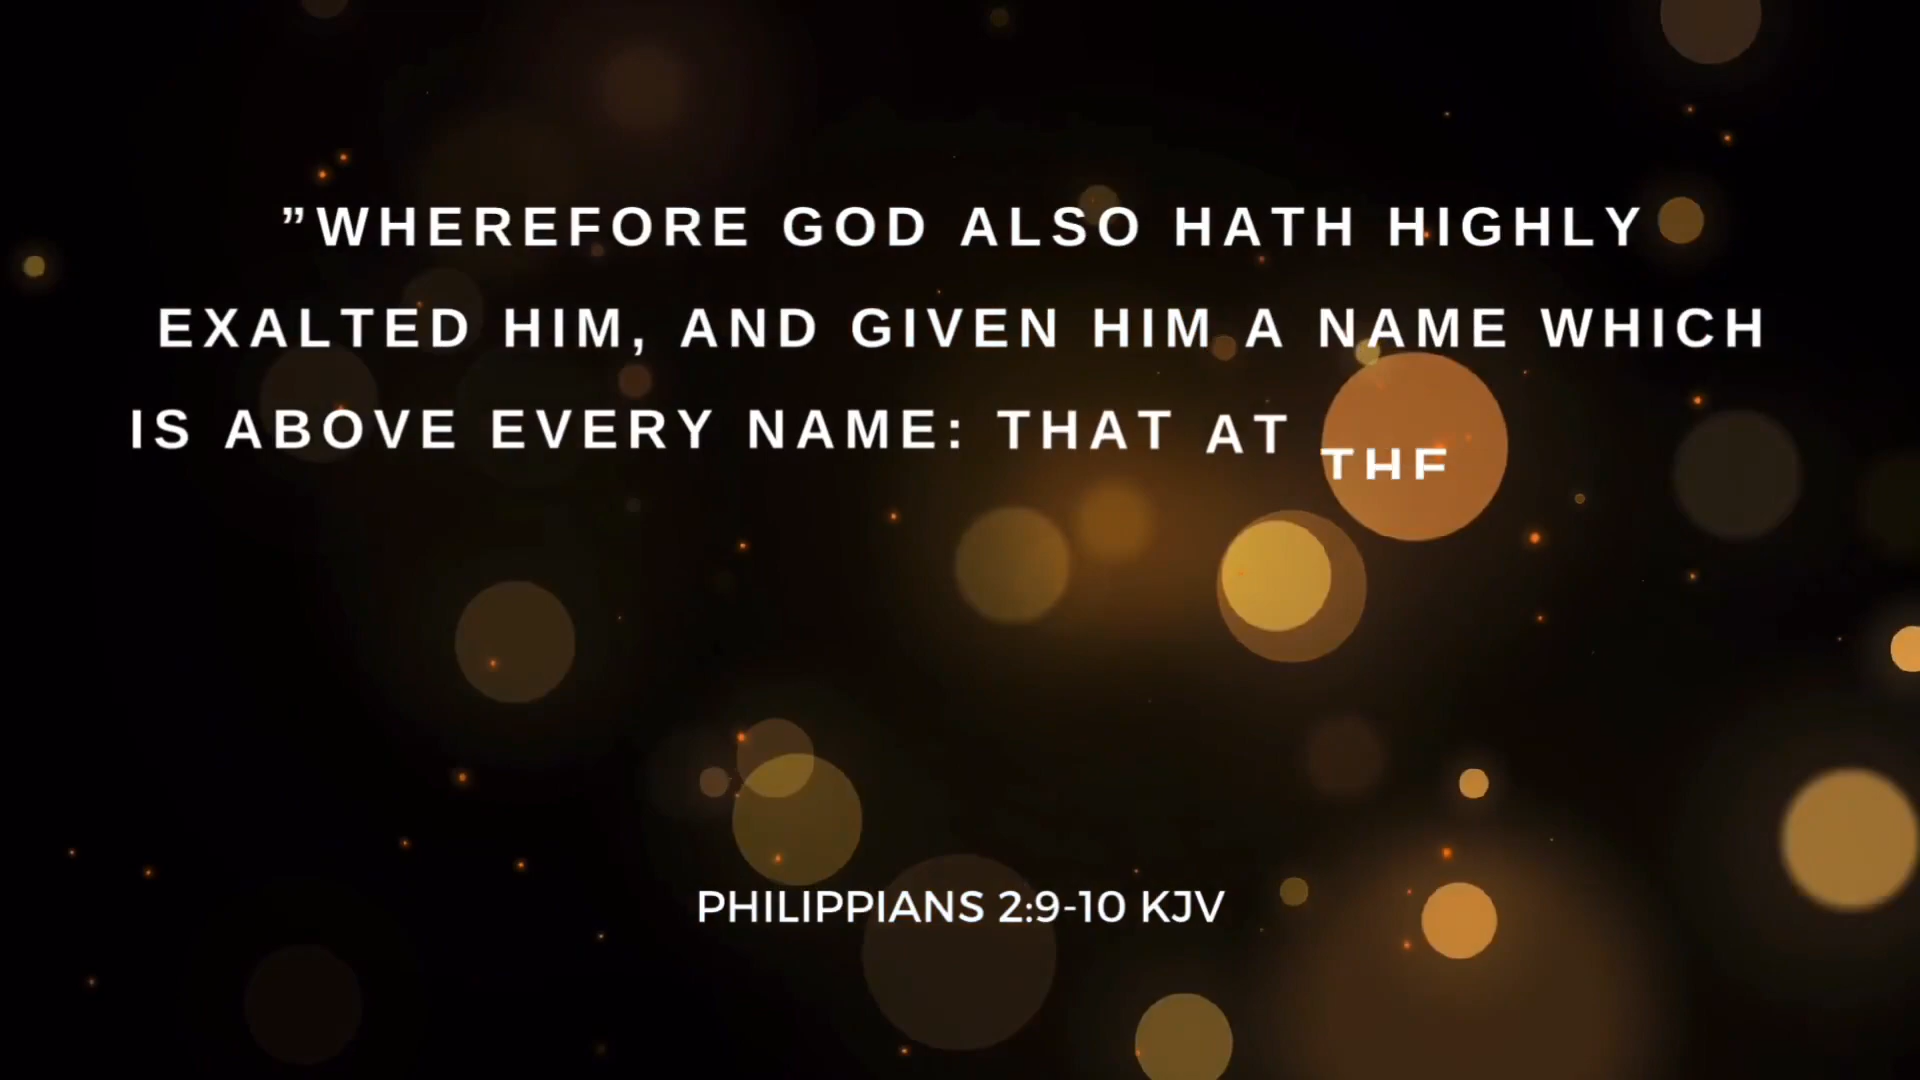 ”WHEREFORE GOD ALSO HATH HIGHLY
EXALTED HIM, AND GIVEN HIM A NAME WHICH
IS ABOVE EVERY NAME: THAT AT THE
PHILIPPIANS 2:9-10 KJV